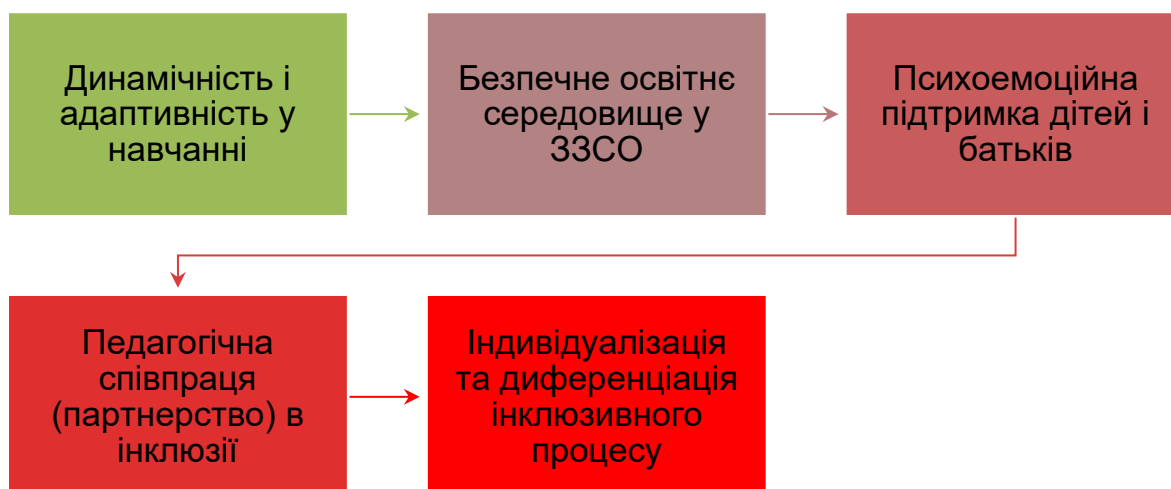 Динамічність і
адаптивність у
навчанні
Безпечне освітнє
середовище у
ЗЗСО
Психоемоційна
підтримка дітей і
батьків
Педагогічна
співпраця
(партнерство) в
інклюзії
Індивідуалізація
та диференціація
інклюзивного
процесу